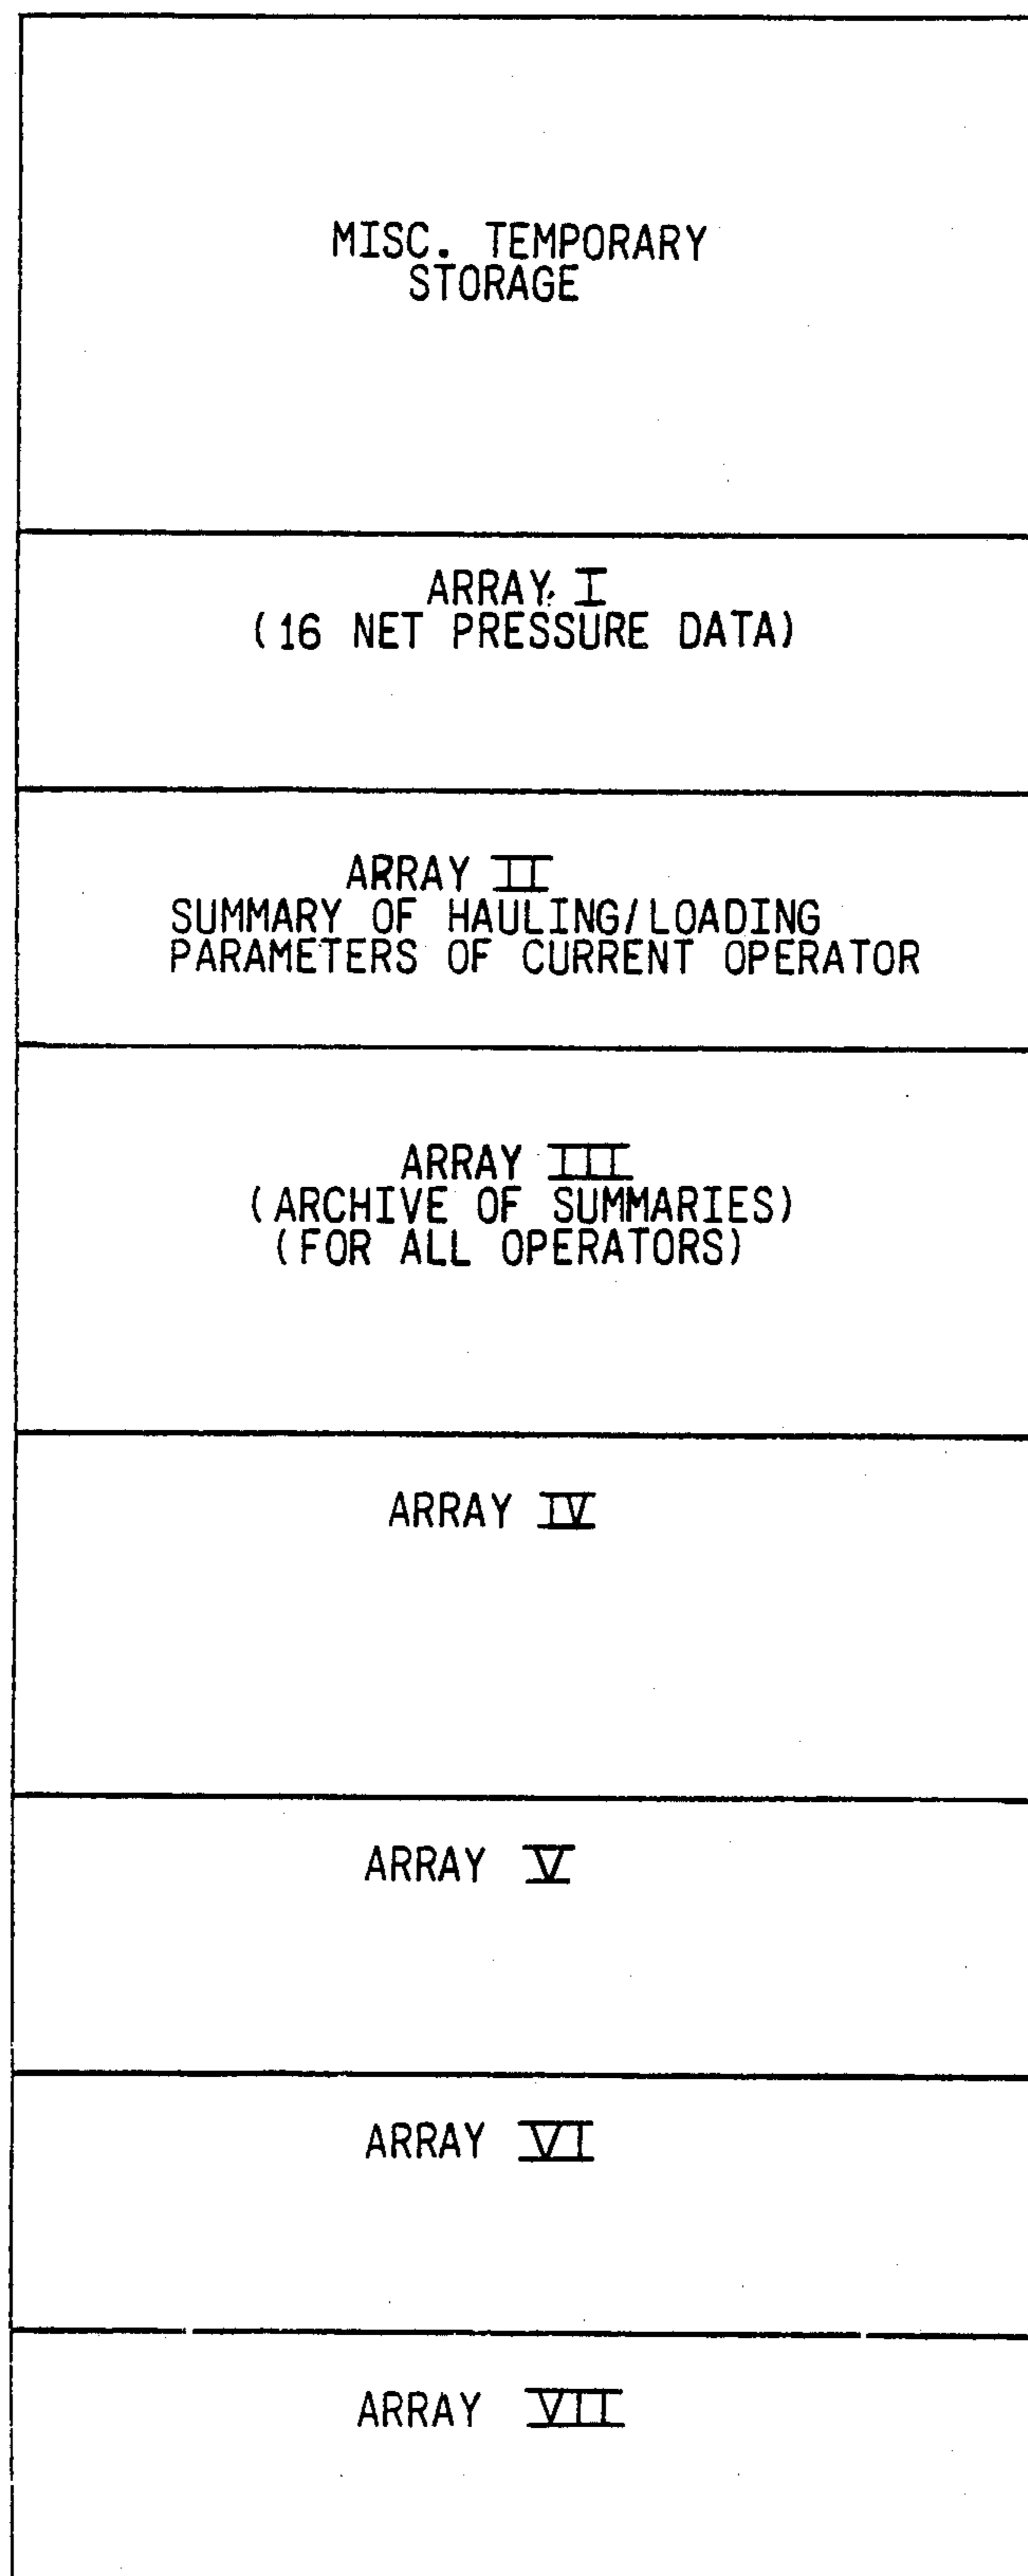 MISC. TEMPORARY
STORAGE
ARRAY I
(16 NET PRESSURE DATA)
ARRAY II
SUMMARY OF HAULING/LOADING
PARAMETERS OF CURRENT OPERATOR
ARRAY III
(ARCHIVE OF SUMMARIES)
(FOR ALL OPERATORS)
ARRAY IV
ARRAY V
ARRAY VI
ARRAY VII